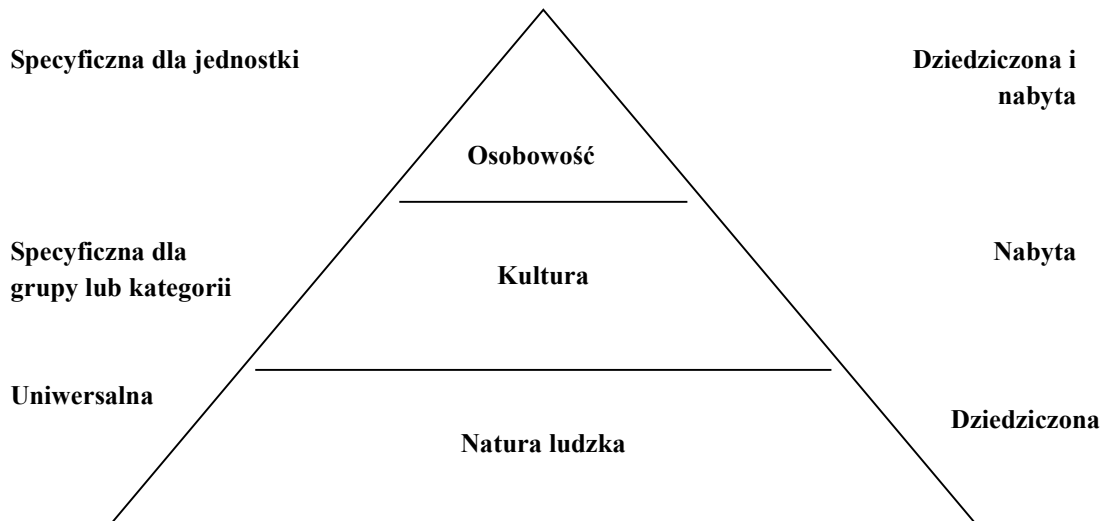 Specyficzna dla jednostki
Dziedziczona i
nabyta
Osobowość
Specyficzna dla
grupy lub kategorii
Kultura
Nabyta
Uniwersalna
Natura ludzka
Dziedziczona